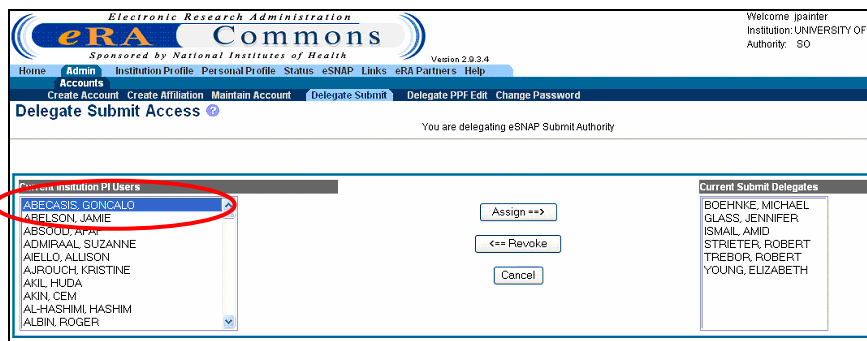 Electronic Research Administration
eRA Commons
Sponsored by National Institutes of Health
Version 2.9.3.4
Welcome jpainter
Institution: UNIVERSITY OF
Authority: SO
Home Admin Institution Profile Personal Profile Status eSNAP Links eRA Partners Help
Accounts
Create Account Create Affiliation Maintain Account Delegate Submit Delegate PPF Edit Change Password
Delegate Submit Access ?
You are delegating eSNAP Submit Authority
Current Insitution PI Users
ABECASIS, GONCALO
ABELSON, JAMIE
ABSOOD, AFAF
ADMIRAAL, SUZANNE
AIELLO, ALLISON
AJROUCH, KRISTINE
AKIL, HUDA
AKIN, CEM
AL-HASHIMI, HASHIM
ALBIN, ROGER
Assign ==>
<== Revoke
Cancel
Current Submit Delegates
BOEHNKE, MICHAEL
GLASS, JENNIFER
ISMAIL, AMID
STRIETER, ROBERT
TREBOR, ROBERT
YOUNG, ELIZABETH